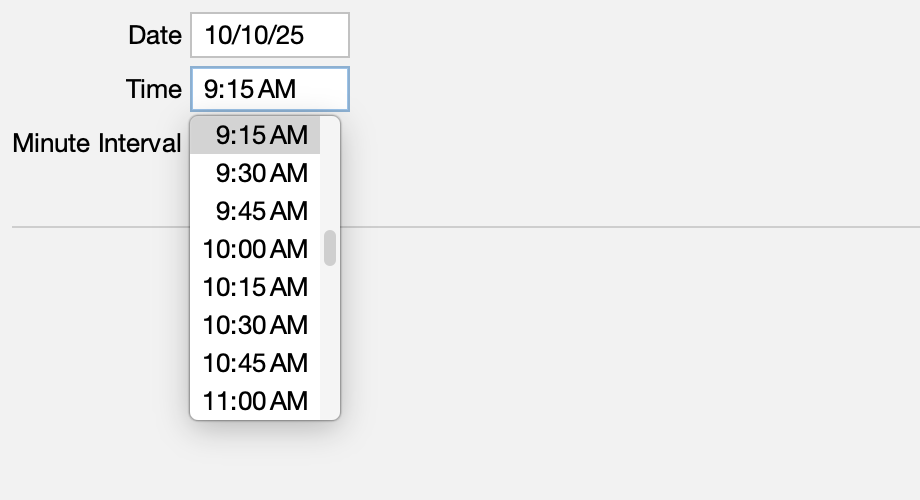 Date 10/10/25
Time 9:15 AM
Minute Interval
9:15 AM
9:30 AM
9:45 AM
10:00 AM
10:15 AM
10:30 AM
10:45 AM
11:00 AM